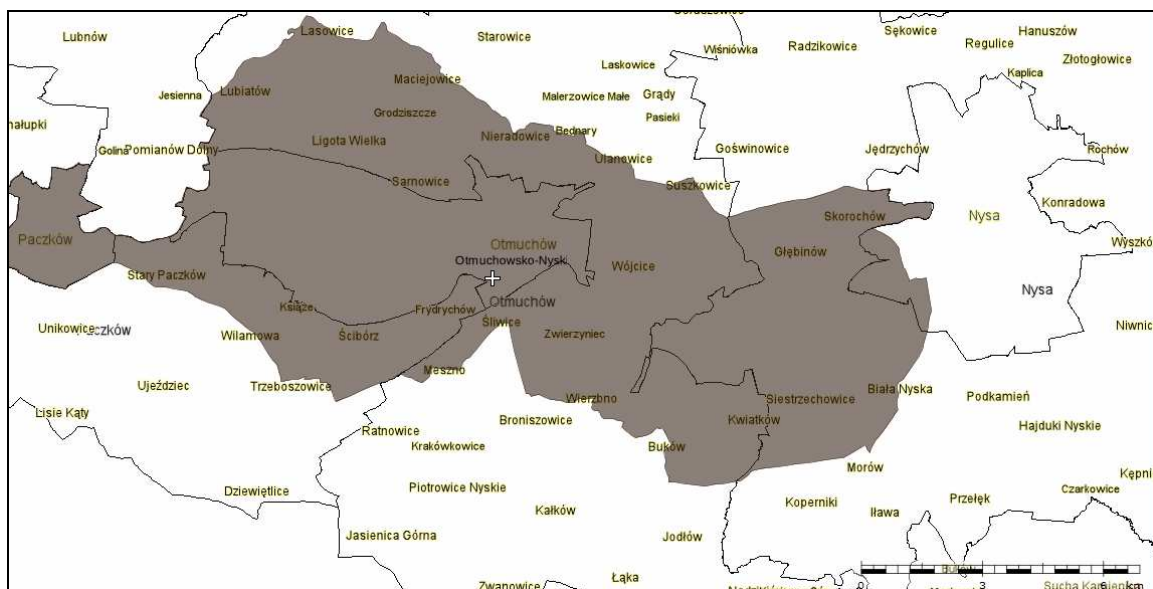 Lubnów
Lasowice
Starowice
Wiśniówka
Radzikowice
Sękowice
Hanuszów
Regulice
Złotogłowice
Kaplica
Laskowice
Maciejowice
Jesienna
Lubiatów
Malerzowice Małe
Grądy
Grodziszcze
Pasieki
Ligota Wielka
Nieradowice
Bednary
Golina
Pomianów Dolny
Ulanowice
Goświnowice
Jędrzychów
Rochów
Sarnowice
Suszkowice
Konradowa
Skorochów
Nysa
Paczków
Otmuchów
Głębinów
Otmuchowsko-Nyski
Wójcice
Stary Paczków
Nysa
Otmuchów
Książe
Frydrychów
Śliwice
Unikowice
Wilamowa
Ścibórz
Zwierzyniec
Meszno
Ujeździec
Trzeboszowice
Wierzbno
Siestrzechowice
Biała Nyska
Podkamień
Lisie Kąty
Ratnowice
Broniszowice
Kwiatków
Hajduki Nyskie
Krakówkowice
Buków
Morów
Dziewiętlice
Piotrowice Nyskie
Koperniki
Przełęk
Czarkowice
Kałków
Iława
Jasienica Górna
Jodłów
Łąka
0 3 6 km